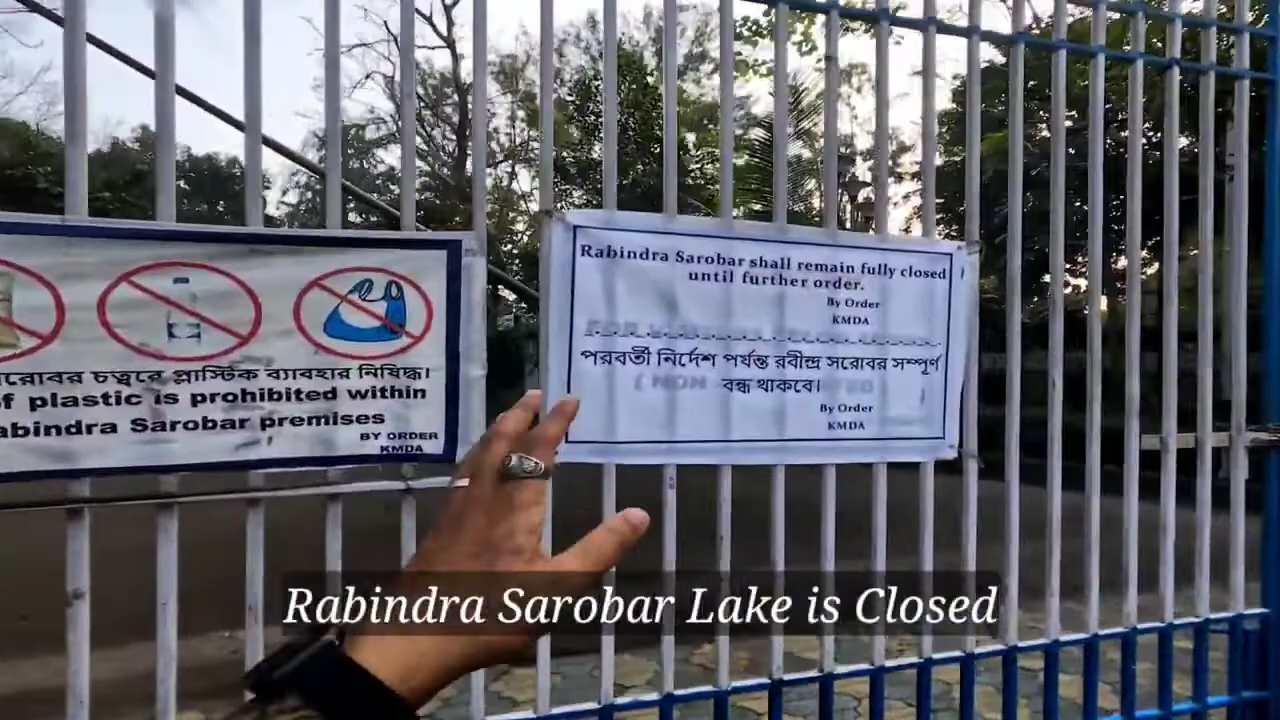 রোবর চত্বরে প্লাস্টিক ব্যাবহার নিষিদ্ধ।
of plastic is prohibited within
abindra Sarobar premises
BY ORDER
KMDA
Rabindra Sarobar shall remain fully closed
until further order.
By Order
KMDA
পরবর্তী নির্দেশ পর্যন্ত রবীন্দ্র সরোবর সম্পূর্ণ
বন্ধ থাকবে।
By Order
KMDA
Rabindra Sarobar Lake is Closed